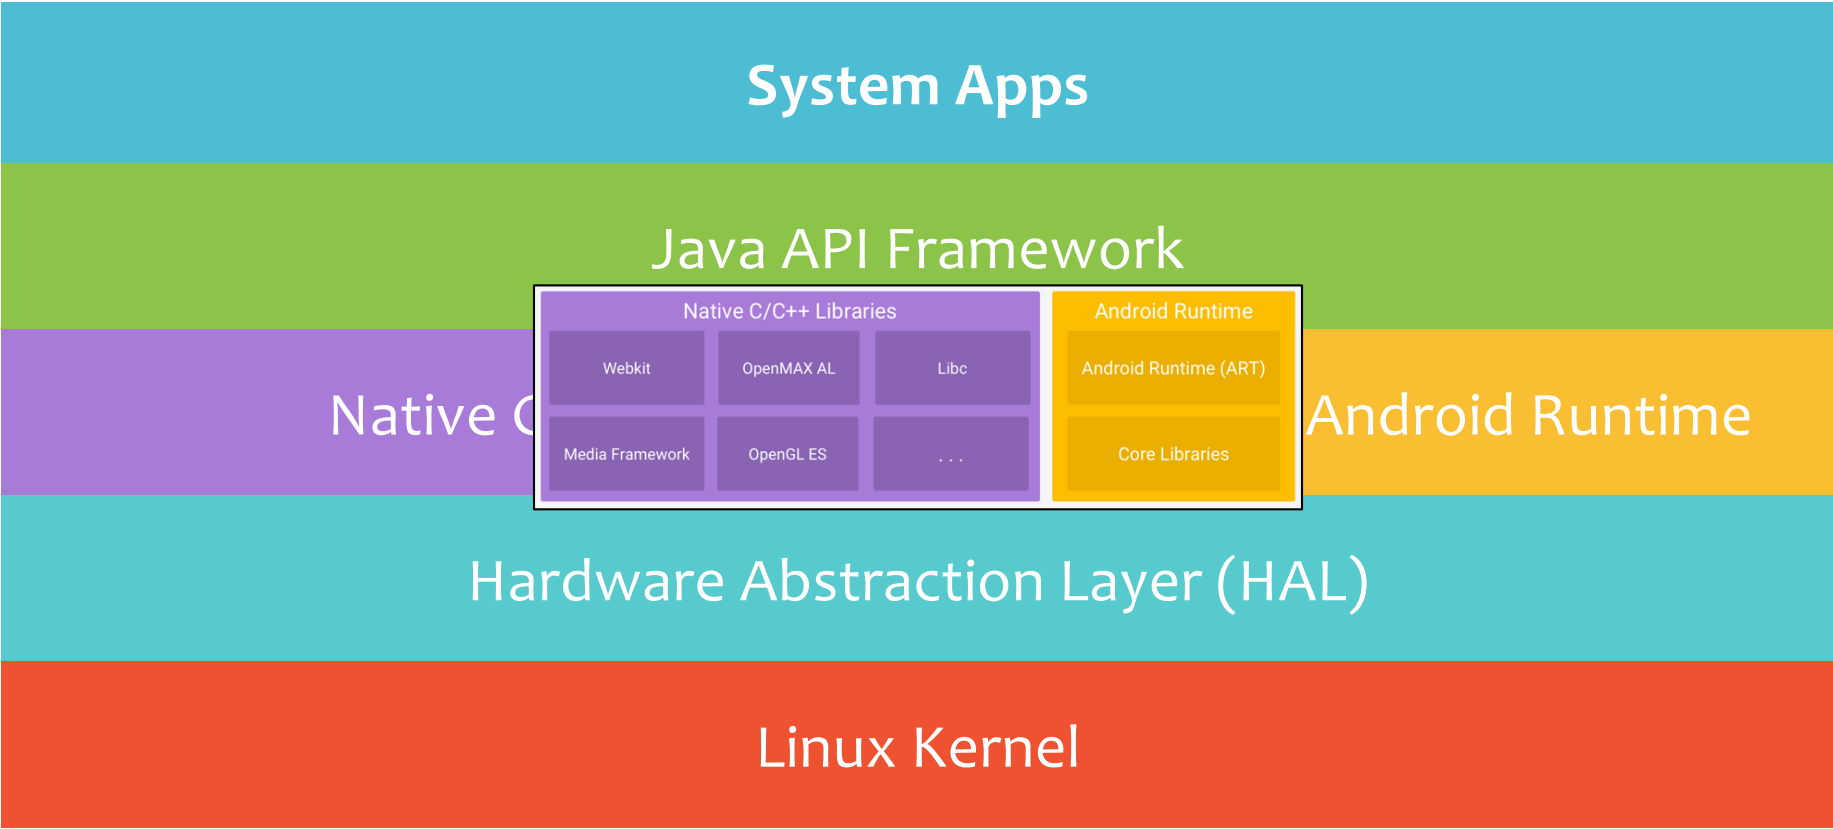 System Apps
Java API Framework
Native C/C++ Libraries
Android Runtime
Webkit
OpenMAX AL
Libc
Android Runtime (ART)
Native
Android Runtime
Media Framework
OpenGL ES
. . .
Core Libraries
Hardware Abstraction Layer (HAL)
Linux Kernel